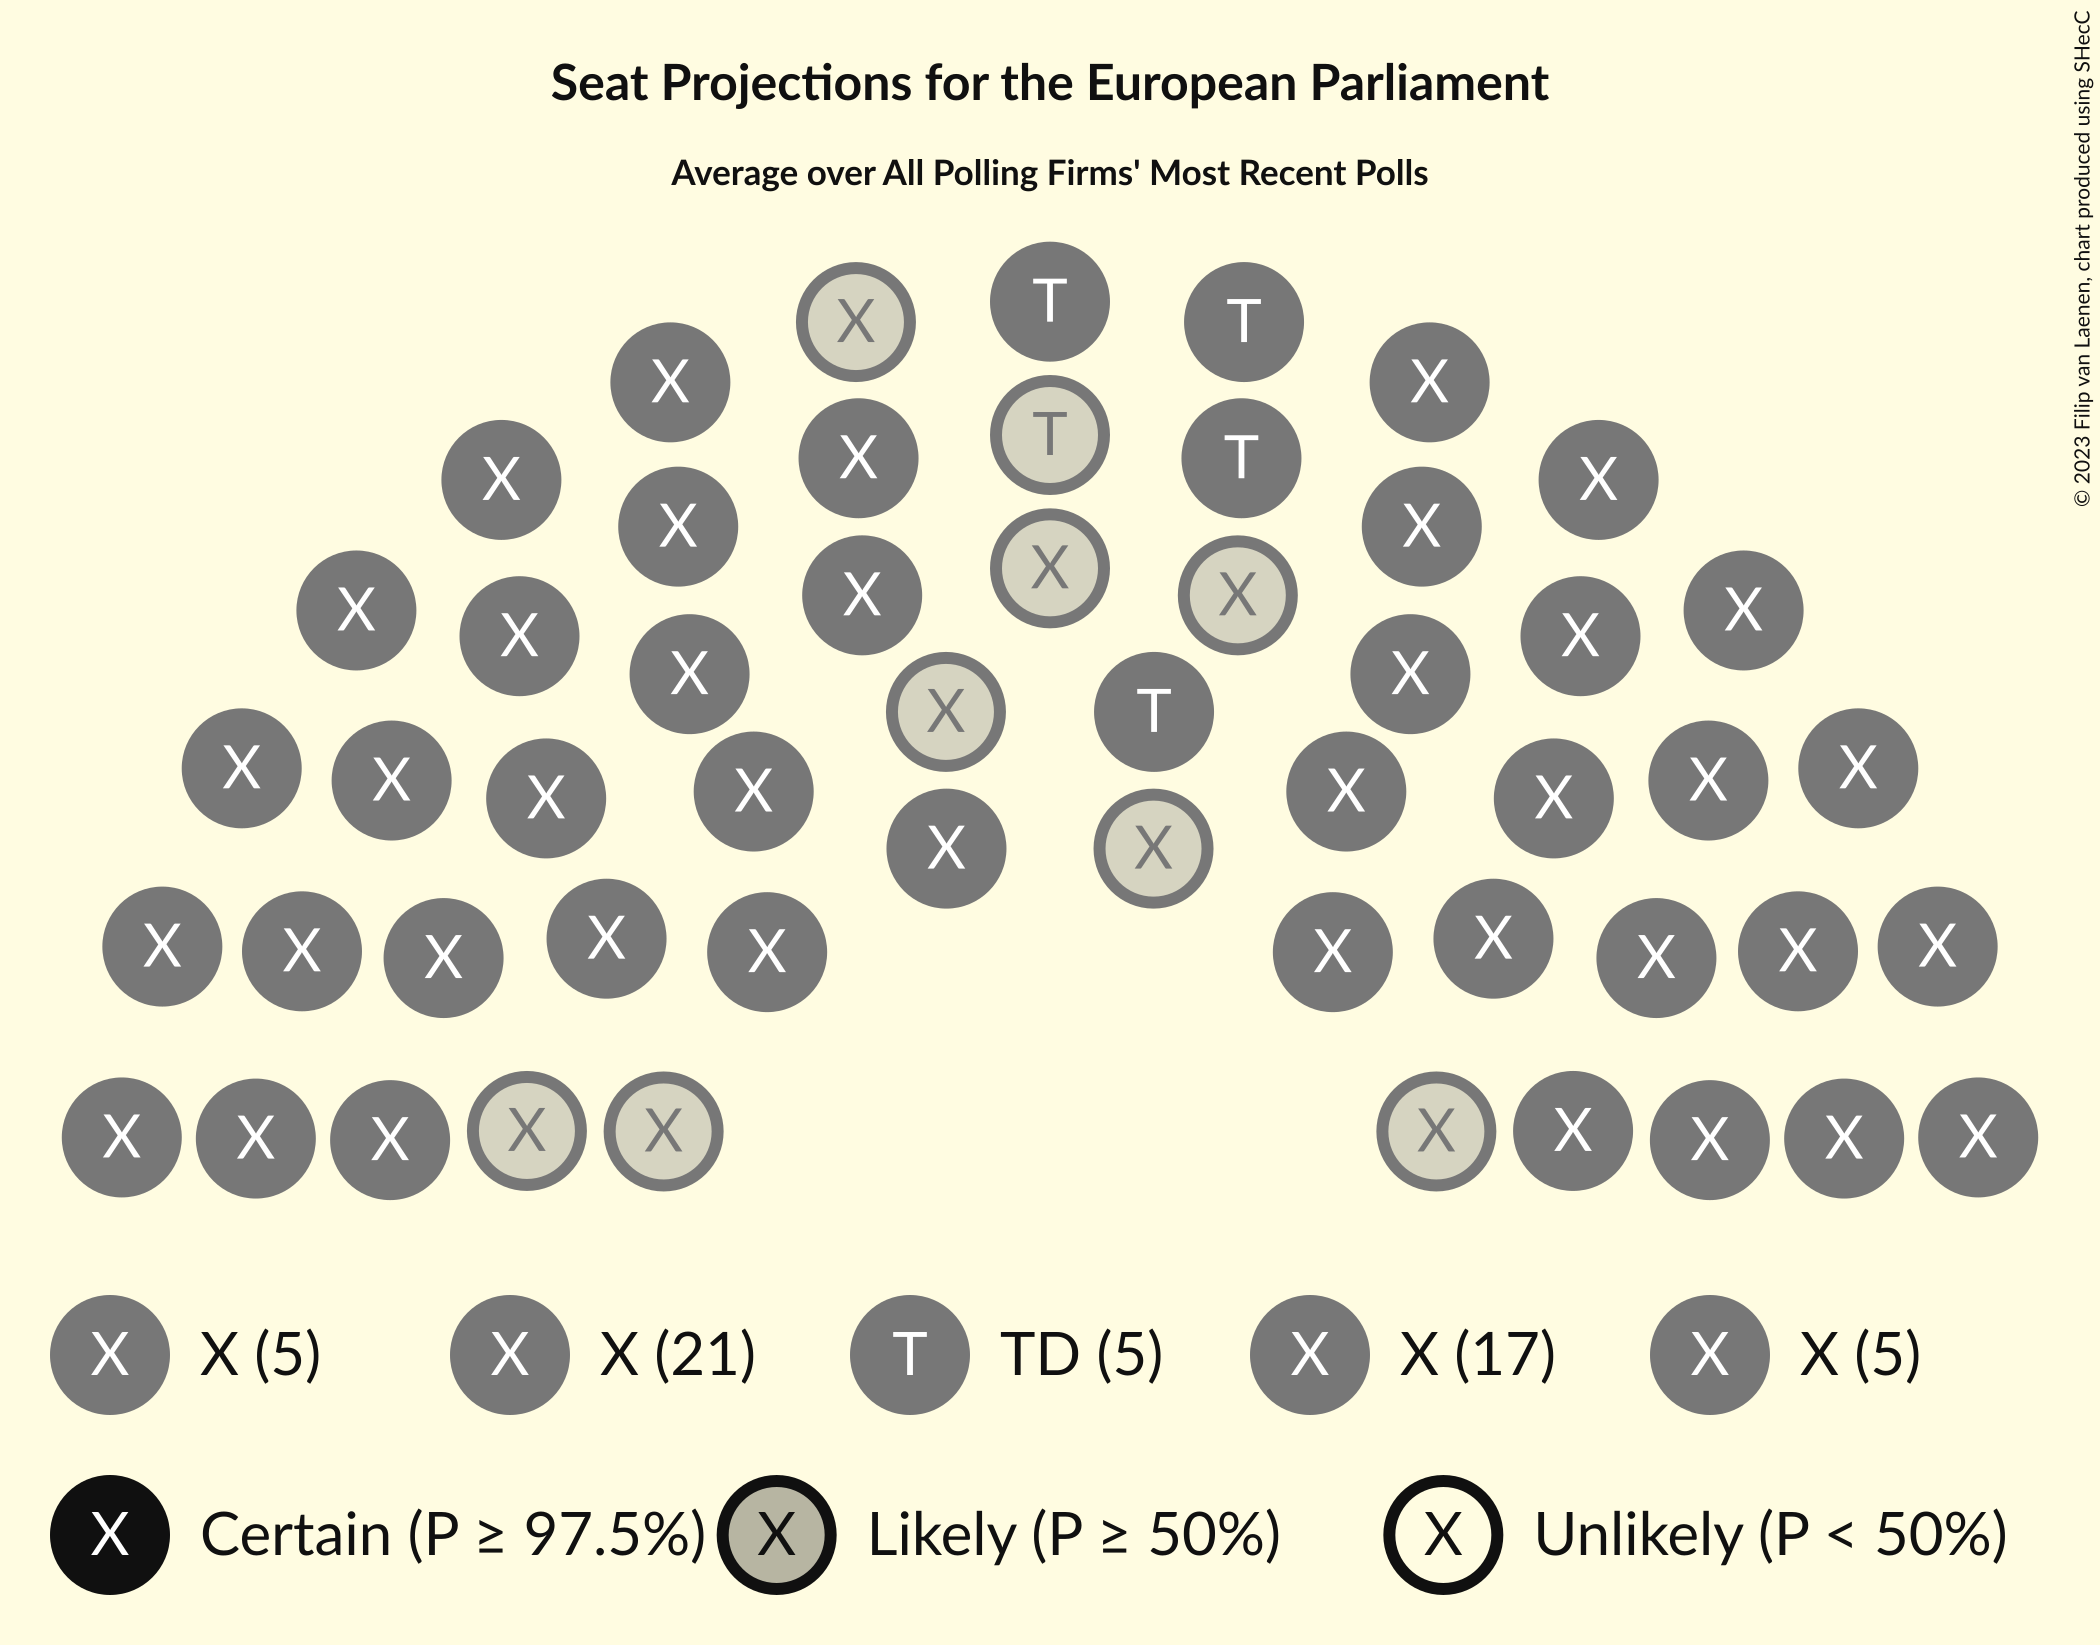 Seat Projections for the European Parliament
Average over All Polling Firms' Most Recent Polls
© 2023 Filip van Laenen, chart produced using SHecC
X T T
X X
X T T
X X
X X X X
X X
X X
X X X T X X
X X X X X X X X
X X
X X X X X X X X X X
X X X X X X X X X X
X X (5) X X (21) T TD (5) X X (17) X X (5)
X Certain (P ≥ 97.5%) X Likely (P ≥ 50%) X Unlikely (P < 50%)